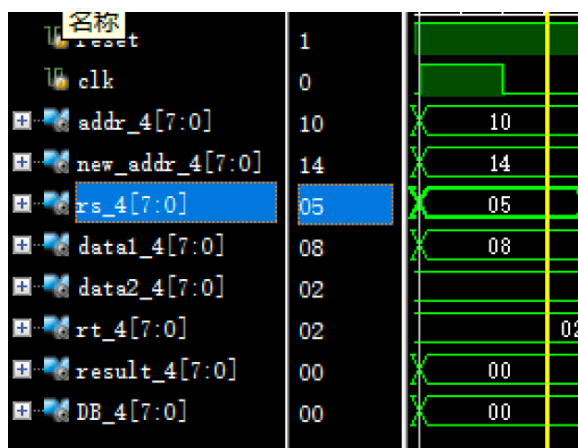 名称
reset 1
clk 0
addr_4[7:0] 10 10
new_addr_4[7:0] 14 14
rs_4[7:0] 05 05
data1_4[7:0] 08 08
data2_4[7:0] 02
rt_4[7:0] 02 02
result_4[7:0] 00 00
DB_4[7:0] 00 00